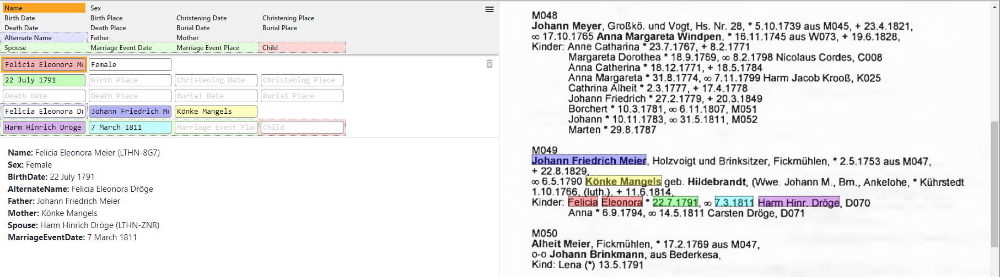 Name Sex
Birth Date Birth Place Christening Date Christening Place
Death Date Death Place Burial Date Burial Place
Alternate Name Father Mother
Spouse Marriage Event Date Marriage Event Place Child
Felicia Eleonora Me Female
22 July 1791 Birth Place Christening Date Christening Place
Death Date Death Place Burial Date Burial Place
Felicia Eleonora Dr Johann Friedrich Me Könke Mangels
Harm Hinrich Dröge 7 March 1811 Marriage Event Plac Child
Name: Felicia Eleonora Meier (LTHN-8G7)
Sex: Female
BirthDate: 22 July 1791
AlternateName: Felicia Eleonora Dröge
Father: Johann Friedrich Meier
Mother: Könke Mangels
Spouse: Harm Hinrich Dröge (LTHN-ZNR)
MarriageEventDate: 7 March 1811
M048
Johann Meyer, Großkö. und Vogt, Hs. Nr. 28, * 5.10.1739 aus M045, + 23.4.1821,
∞ 17.10.1765 Anna Margareta Windpen, * 16.11.1745 aus W073, + 19.6.1828,
Kinder: Anne Catharina * 23.7.1767, + 8.2.1771
Margareta Dorothea * 18.9.1769, ∞ 8.2.1798 Nicolaus Cordes, C008
Anna Catherina * 18.12.1771, + 18.5.1784
Anna Margareta * 31.8.1774, ∞ 7.11.1799 Harm Jacob Krooß, K025
Cathrina Alheit * 2.3.1777, + 17.4.1778
Johann Friedrich * 27.2.1779, + 20.3.1849
Borchert * 10.3.1781, ∞ 6.11.1807, M051
Johann * 10.11.1783, ∞ 31.5.1811, M052
Marten * 29.8.1787
M049
Johann Friedrich Meier, Holzvoigt und Brinksitzer, Fickmühlen, * 2.5.1753 aus M047,
+ 22.8.1829,
∞ 6.5.1790 Könke Mangels geb. Hildebrandt, (Wwe. Johann M., Bm., Ankelohe, * Kührstedt
1.10.1766, (luth.), + 11.6.1814,
Kinder: Felicia Eleonora * 22.7.1791, ∞ 7.3.1811 Harm Hinr. Dröge, D070
Anna * 6.9.1794, ∞ 14.5.1811 Carsten Dröge, D071
M050
Alheit Meier, Fickmühlen, * 17.2.1769 aus M047,
o-o Johann Brinkmann, aus Bederkesa,
Kind: Lena (*) 13.5.1791